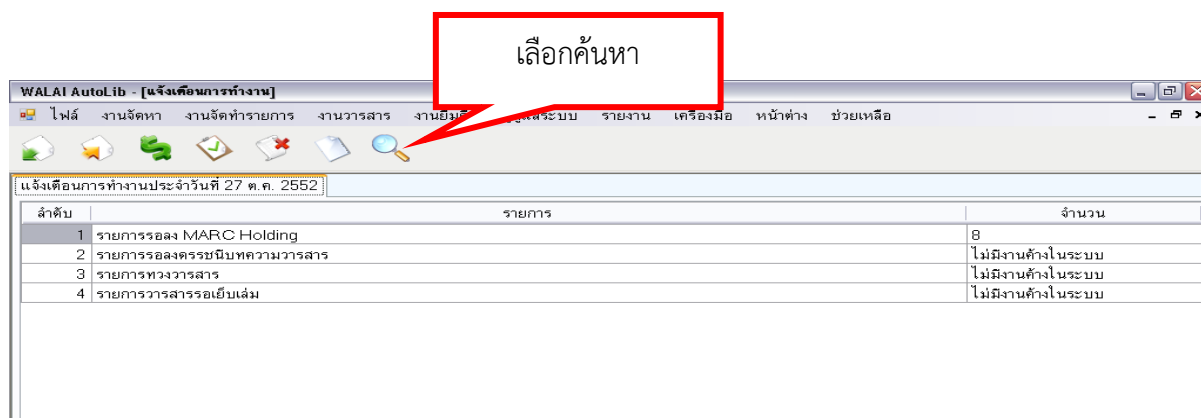 เลือกค้นหา
WALAI AutoLib - [แจ้งเตือนการทำงาน]
ไฟล์ งานจัดหา งานจัดทำรายการ งานวารสาร รายงาน เครื่องมือ หน้าต่าง ช่วยเหลือ
แจ้งเตือนการทำงานประจำวันที่ 27 ต.ค. 2552
ลำดับ รายการ จำนวน
1 รายการรอลง MARC Holding 8
2 รายการรอลงดรรชนีบทความวารสาร ไม่มีงานค้างในระบบ
3 รายการทวงวารสาร ไม่มีงานค้างในระบบ
4 รายการวารสารรอเย็บเล่ม ไม่มีงานค้างในระบบ